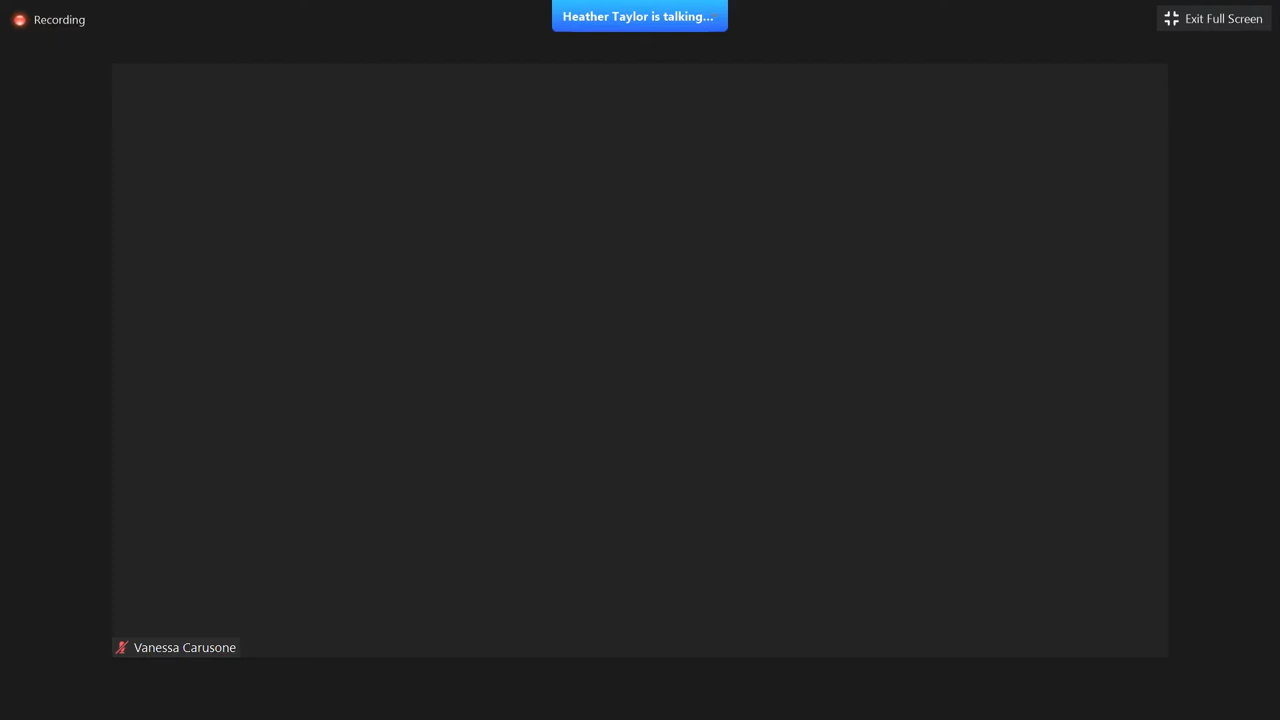 Recording
Heather Taylor is talking...
Exit Full Screen
Vanessa Carusone